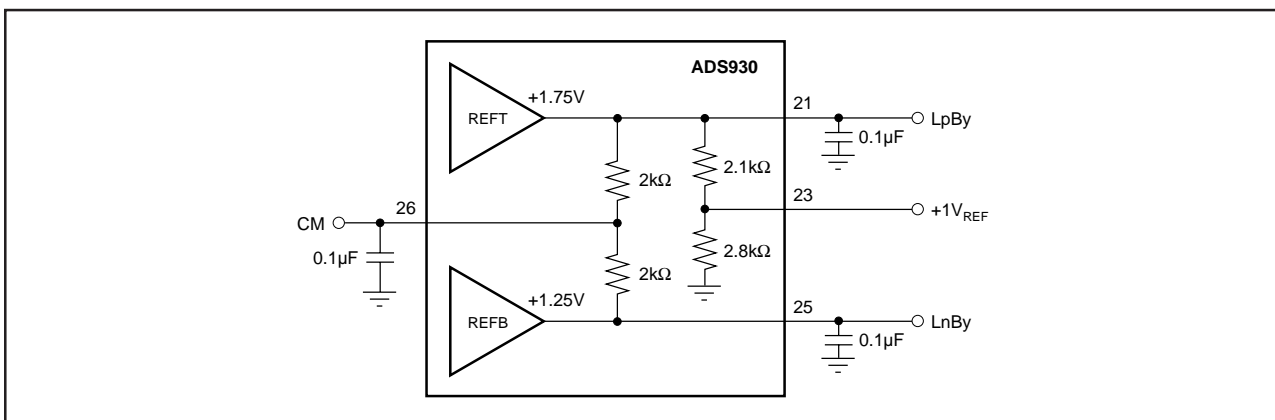 ADS930
+1.75V
REFT
21
LpBy
0.1µF
2kΩ
2.1kΩ
26
CM
0.1µF
23
+1VREF
2kΩ
2.8kΩ
+1.25V
REFB
25
LnBy
0.1µF